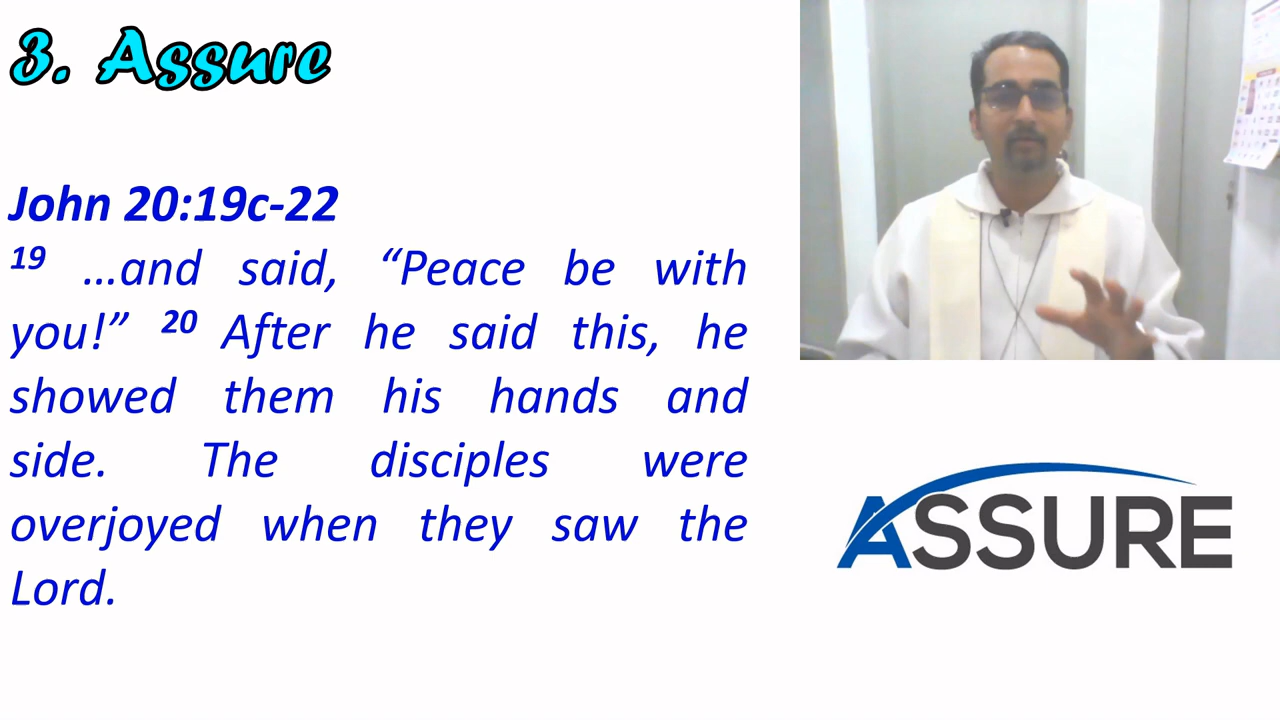 3. Assure
John 20:19c-22
19 …and said, “Peace be with
you!” 20 After he said this, he
showed them his hands and
side. The disciples were
overjoyed when they saw the
Lord.
ASSURE